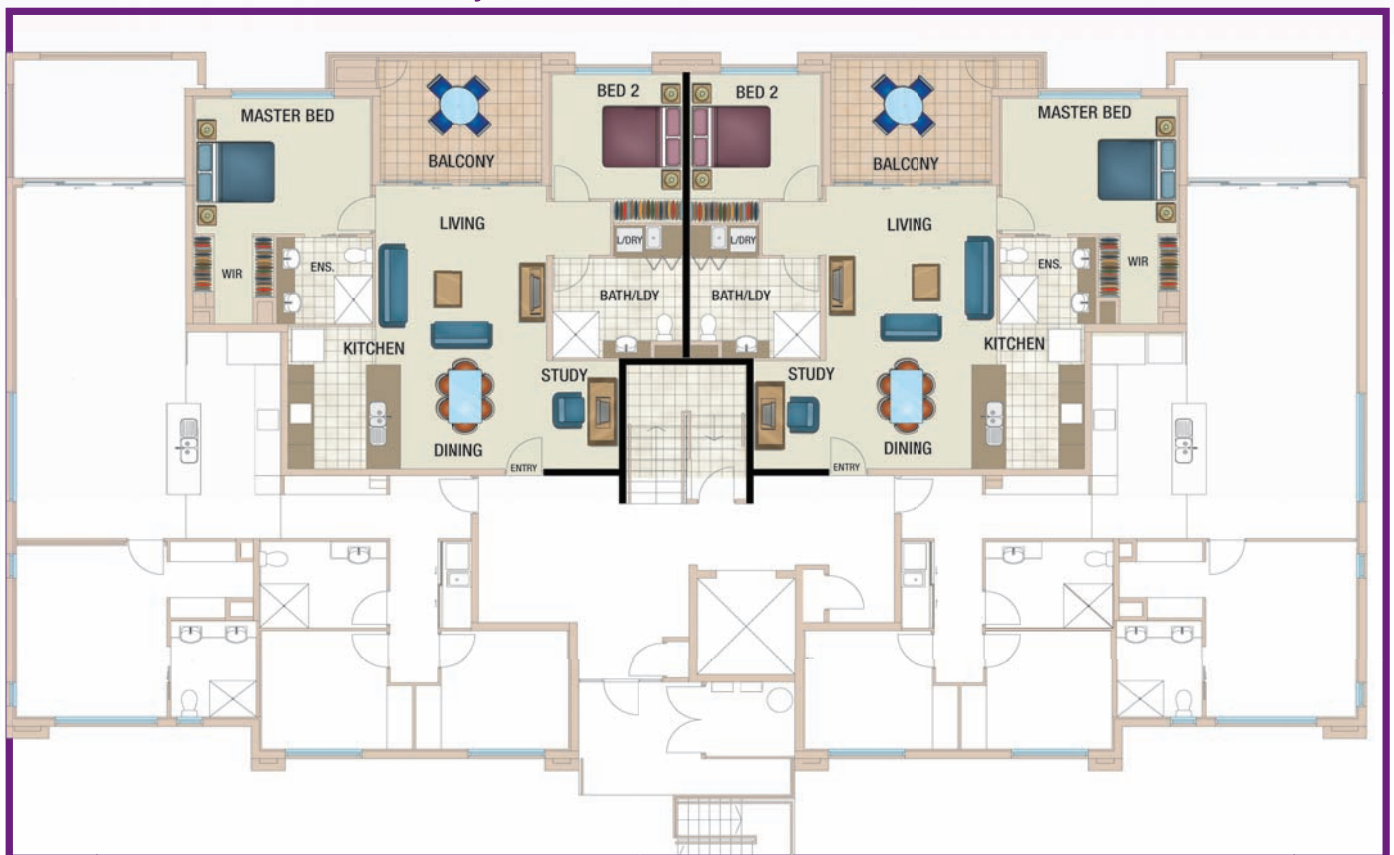 MASTER BED
BALCONY
BED 2
LIVING
L/DRY
WIR
ENS.
BATH/LDY
KITCHEN
STUDY
DINING
ENTRY
BED 2
BALCONY
MASTER BED
LIVING
L/DRY
BATH/LDY
ENS.
WIR
KITCHEN
STUDY
DINING
ENTRY